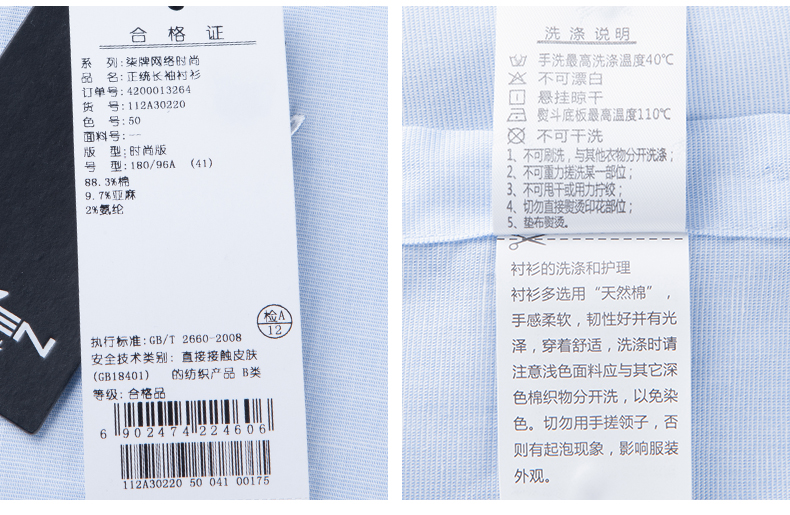 合格证
系 列:柒牌网络时尚
品 名:正统长袖衬衫
订单号:4200013264
货 号:112A30220
色 号:50
面料号:--
版 型:时尚版
号 型:180/96A (41)
88.3%棉
9.7%亚麻
2%氨纶
检A
12
执行标准:GB/T 2660-2008
安全技术类别: 直接接触皮肤
(GB18401) 的纺织产品 B类
等级:合格品
6 902474 224606
112A30220 50 041 00175
EN
洗涤说明
手洗最高洗涤温度40℃
不可漂白
悬挂晾干
熨斗底板最高温度110℃
不可干洗
1、不可刷洗，与其他衣物分开洗涤；
2、不可重力搓洗某一部位；
3、不可甩干或用力拧绞；
4、切勿直接熨烫印花部位；
5、垫布熨烫。
衬衫的洗涤和护理
衬衫多选用“天然棉”，
手感柔软，韧性好并有光
泽，穿着舒适，洗涤时请
注意浅色面料应与其它深
色棉织物分开洗，以免染
色。切勿用手搓领子，否
则有起泡现象，影响服装
外观。